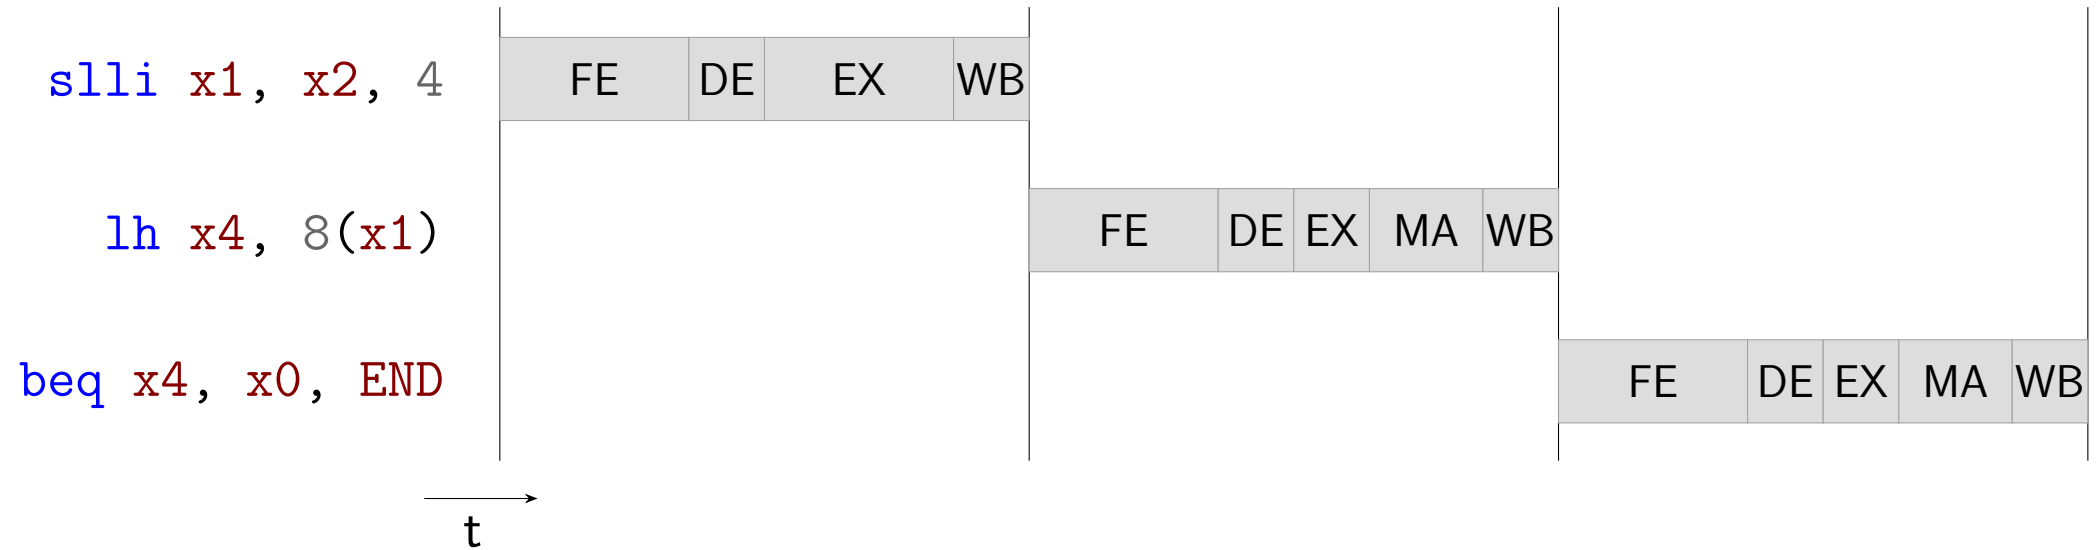 slli x1, x2, 4 FE DE EX WB
lh x4, 8(x1) FE DE EX MA WB
beq x4, x0, END FE DE EX MA WB
t